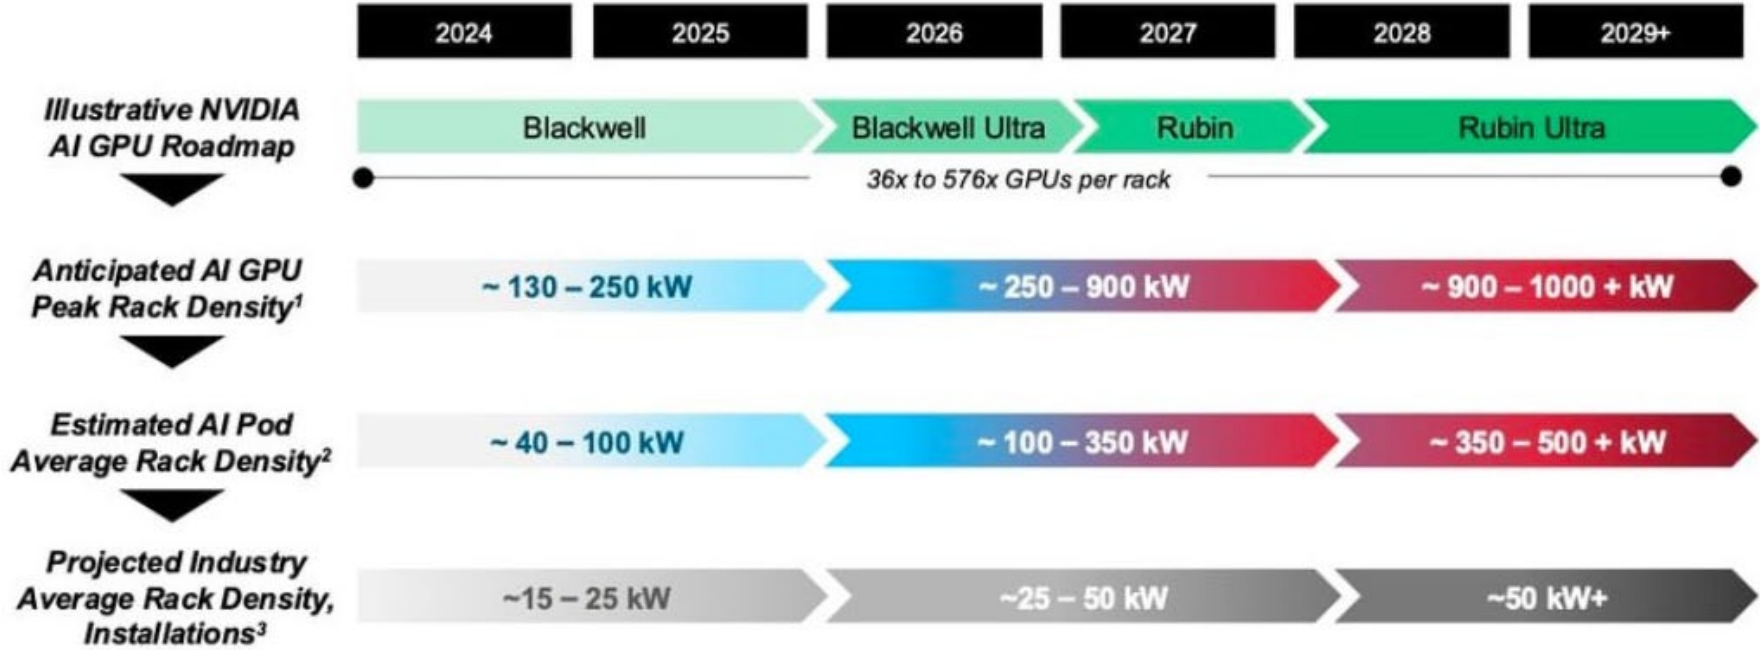 2024 2025 2026 2027 2028 2029+
Illustrative NVIDIA
AI GPU Roadmap
Blackwell Blackwell Ultra Rubin Rubin Ultra
36x to 576x GPUs per rack
Anticipated AI GPU
Peak Rack Density¹
~ 130 – 250 kW ~ 250 – 900 kW ~ 900 – 1000 + kW
Estimated AI Pod
Average Rack Density²
~ 40 – 100 kW ~ 100 – 350 kW ~ 350 – 500 + kW
Projected Industry
Average Rack Density,
Installations³
~15 – 25 kW ~25 – 50 kW ~50 kW+